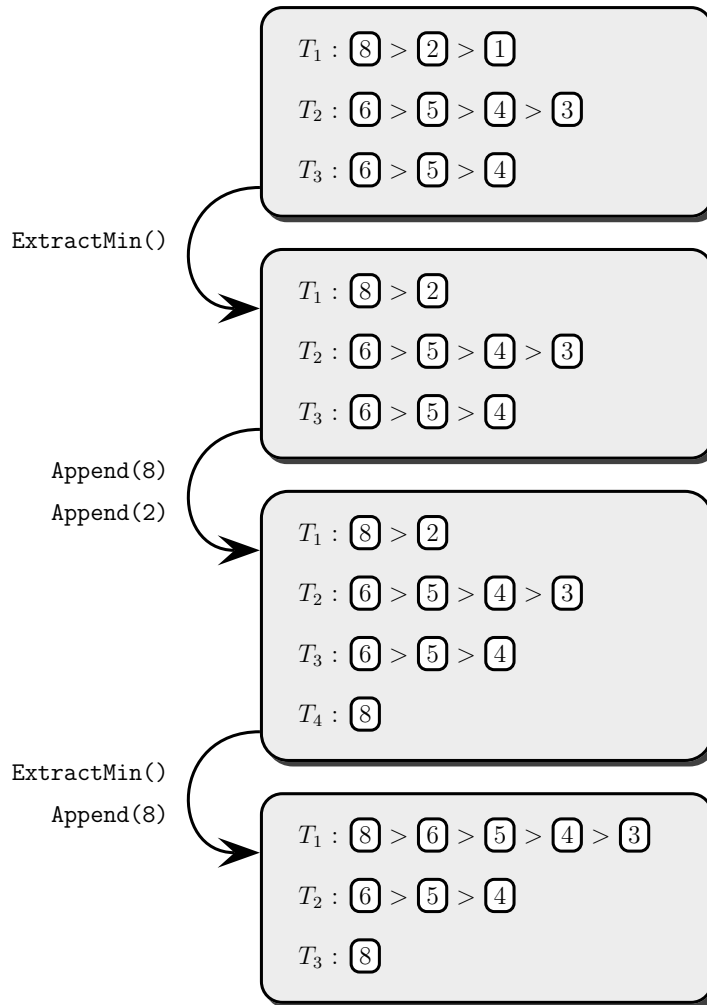 T₁ : 8 > 2 > 1
T₂ : 6 > 5 > 4 > 3
T₃ : 6 > 5 > 4
ExtractMin()
T₁ : 8 > 2
T₂ : 6 > 5 > 4 > 3
T₃ : 6 > 5 > 4
Append(8)
Append(2)
T₁ : 8 > 2
T₂ : 6 > 5 > 4 > 3
T₃ : 6 > 5 > 4
T₄ : 8
ExtractMin()
Append(8)
T₁ : 8 > 6 > 5 > 4 > 3
T₂ : 6 > 5 > 4
T₃ : 8